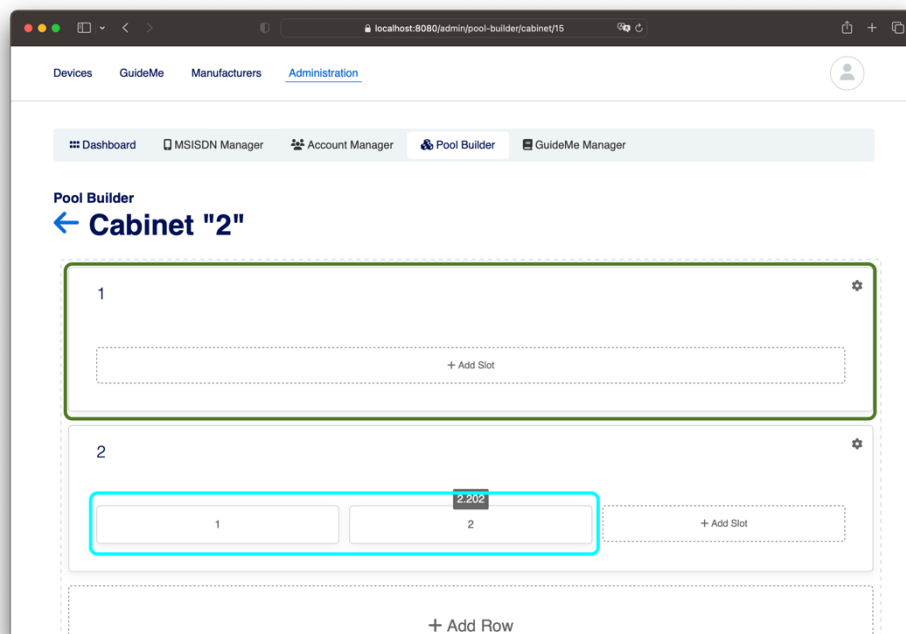 localhost:8080/admin/pool-builder/cabinet/15
Devices GuideMe Manufacturers Administration
Dashboard MSISDN Manager Account Manager Pool Builder GuideMe Manager
Pool Builder
Cabinet "2"
1
+ Add Slot
2
2.202
1 2 + Add Slot
+ Add Row